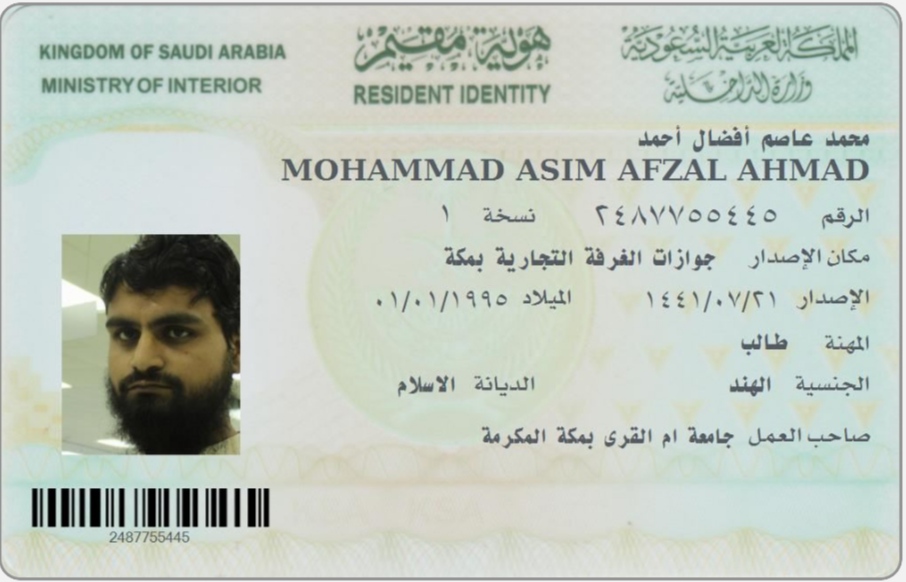 KINGDOM OF SAUDI ARABIA
MINISTRY OF INTERIOR
هوية مقيم
RESIDENT IDENTITY
المملكة العربية السعودية
وزارة الداخلية
محمد عاصم أفضال أحمد
MOHAMMAD ASIM AFZAL AHMAD
الرقم ٢٤٨٧٧٥٥٤٤٥ نسخة ١
مكان الإصدار جوازات الغرفة التجارية بمكة
الإصدار ١٤٤١/٠٧/٢١ الميلاد ٠١/٠١/١٩٩٥
المهنة طالب
الجنسية الهند الديانة الاسلام
صاحب العمل جامعة ام القرى بمكة المكرمة
KSA KSA
2487755445